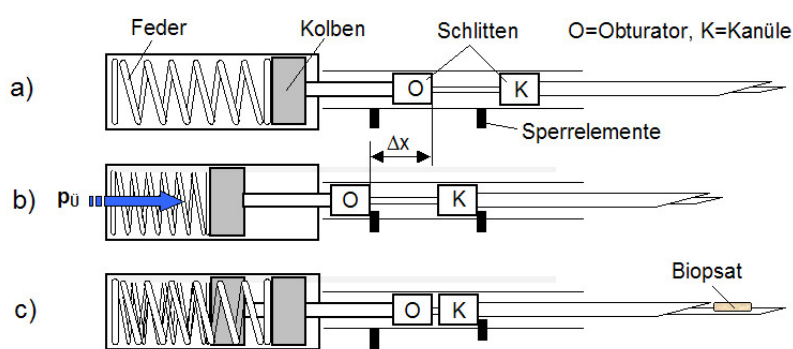 Feder
Kolben
Schlitten
O=Obturator, K=Kanüle
a)
O
K
Sperrelemente
Δx
b)
pü
O
K
Biopsat
c)
O
K